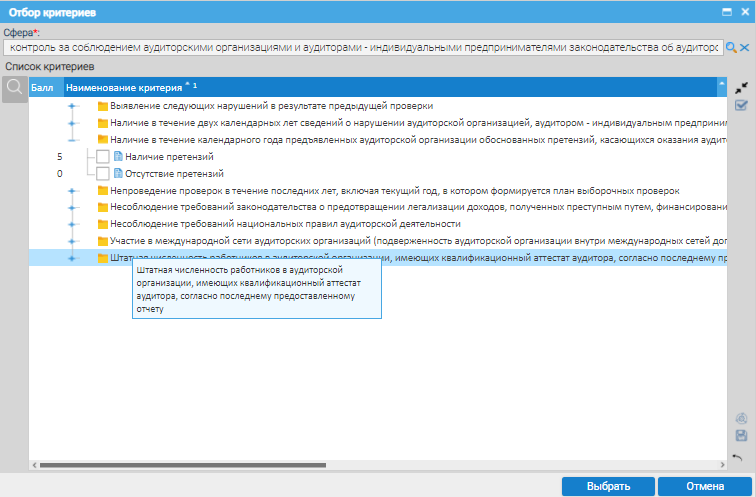 Отбор критериев
Сфера*:
контроль за соблюдением аудиторскими организациями и аудиторами - индивидуальными предпринимателями законодательства об аудиторс
Список критериев
Балл Наименование критерия * 1
Выявление следующих нарушений в результате предыдущей проверки
Наличие в течение двух календарных лет сведений о нарушении аудиторской организацией, аудитором - индивидуальным предприним
Наличие в течение календарного года предъявленных аудиторской организации обоснованных претензий, касающихся оказания аудит
5 Наличие претензий
0 Отсутствие претензий
Непроведение проверок в течение последних лет, включая текущий год, в котором формируется план выборочных проверок
Несоблюдение требований законодательства о предотвращении легализации доходов, полученных преступным путем, финансировани
Несоблюдение требований национальных правил аудиторской деятельности
Участие в международной сети аудиторских организаций (подверженность аудиторской организации внутри международных сетей доп
Штатная численность работников в аудиторской организации, имеющих квалификационный аттестат аудитора, согласно последнему пр
Штатная численность работников в аудиторской
организации, имеющих квалификационный аттестат
аудитора, согласно последнему предоставленному
отчету
Выбрать Отмена